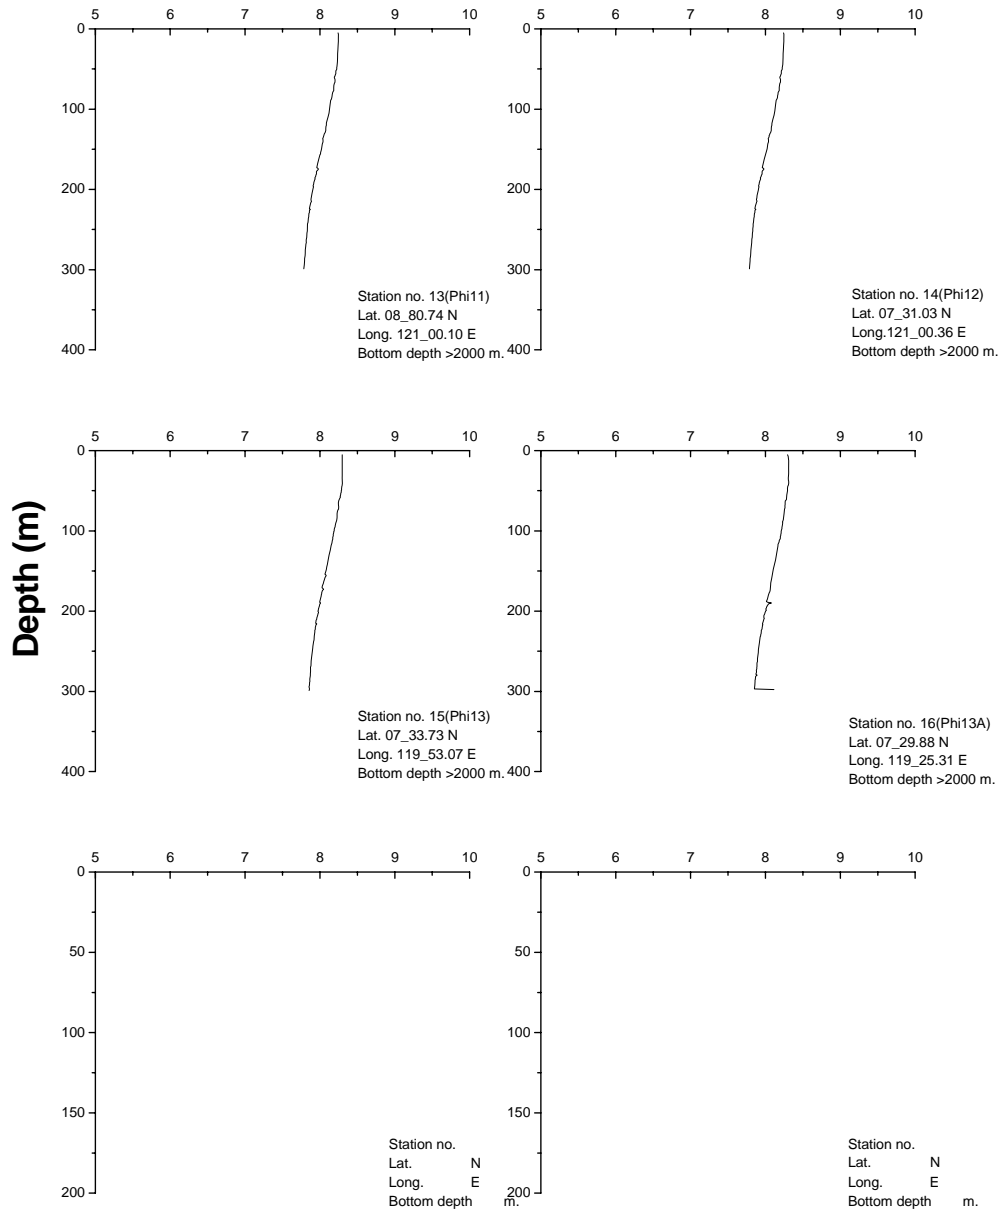 5 6 7 8 9 10
0
100
200
300
400
Station no. 13(Phi11)
Lat. 08_80.74 N
Long. 121_00.10 E
Bottom depth >2000 m.
5 6 7 8 9 10
0
100
200
300
400
Station no. 14(Phi12)
Lat. 07_31.03 N
Long.121_00.36 E
Bottom depth >2000 m.
Depth (m)
5 6 7 8 9 10
0
100
200
300
400
Station no. 15(Phi13)
Lat. 07_33.73 N
Long. 119_53.07 E
Bottom depth >2000 m.
5 6 7 8 9 10
0
100
200
300
400
Station no. 16(Phi13A)
Lat. 07_29.88 N
Long. 119_25.31 E
Bottom depth >2000 m.
5 6 7 8 9 10
0
50
100
150
200
Station no.
Lat. N
Long. E
Bottom depth m.
5 6 7 8 9 10
0
50
100
150
200
Station no.
Lat. N
Long. E
Bottom depth m.